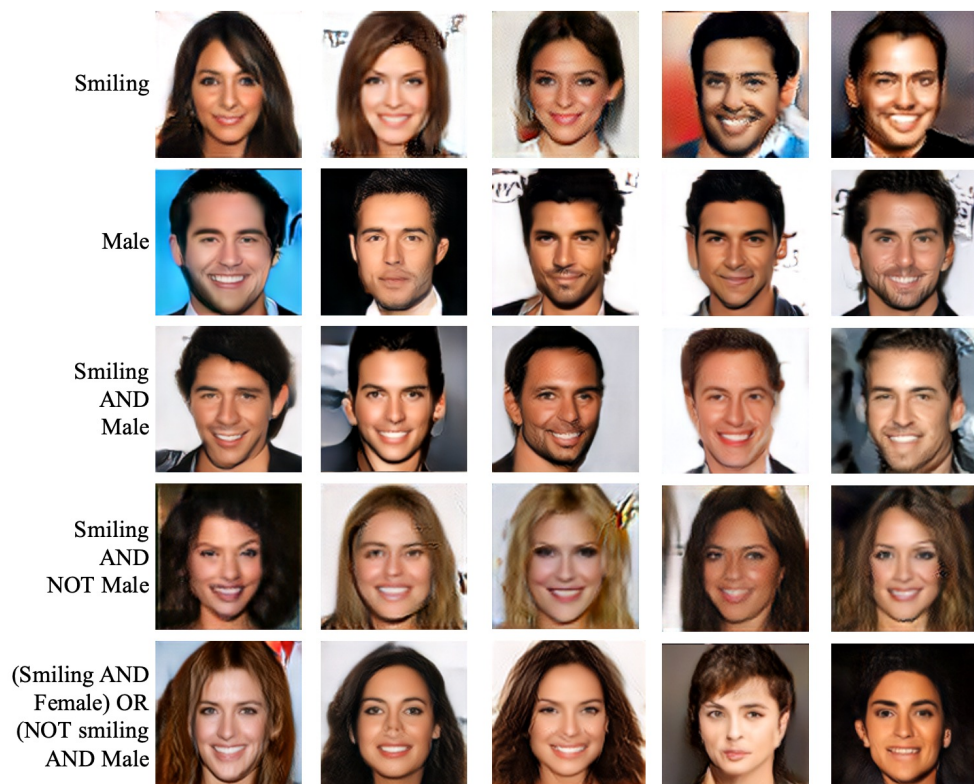 Smiling
Male
Smiling
AND
Male
Smiling
AND
NOT Male
(Smiling AND
Female) OR
(NOT smiling
AND Male